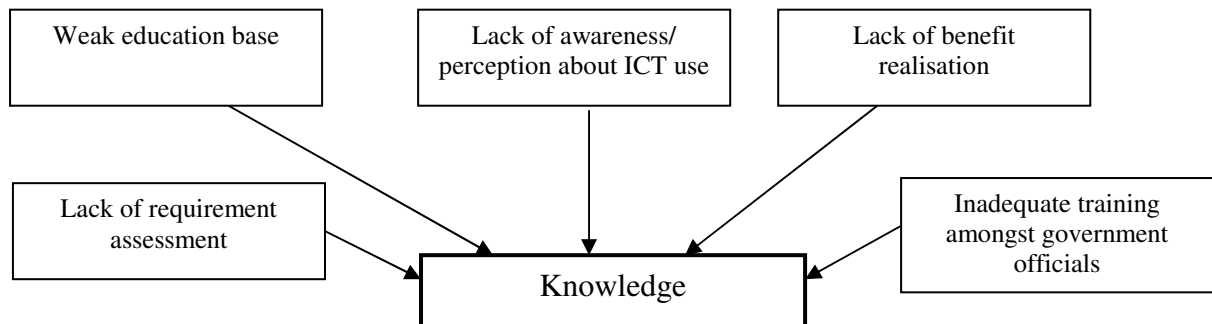 Weak education base
Lack of awareness/
perception about ICT use
Lack of benefit
realisation
Lack of requirement
assessment
Inadequate training
amongst government
officials
Knowledge